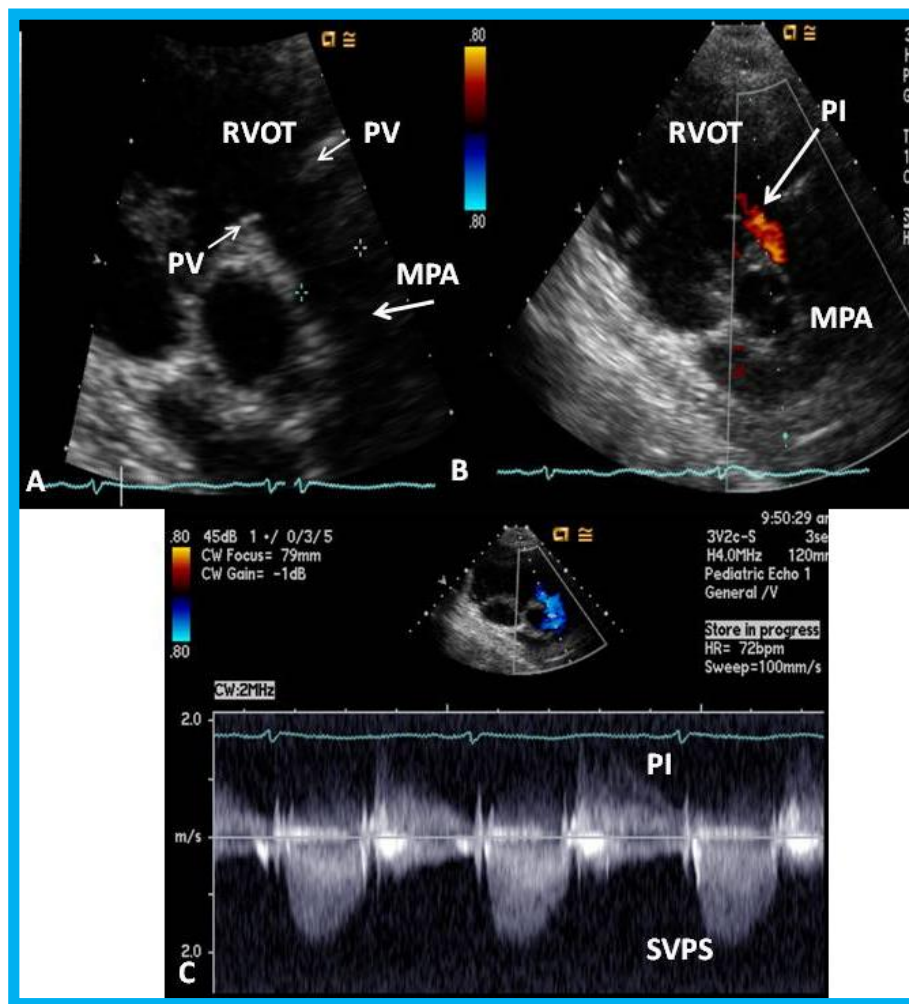 .80
RVOT
PV
PV
MPA
.80
A
RVOT
PI
MPA
B
9:50:29 am
.80 45dB 1 ·/ 0/3/5
CW Focus= 79mm
CW Gain= -1dB
.80
3V2c-S 3se
H4.0MHz 120mm
Pediatric Echo 1
General /V
Store in progress
HR= 72bpm
Sweep=100mm/s
CW:2MHz
2.0
PI
m/s
SVPS
2.0
C